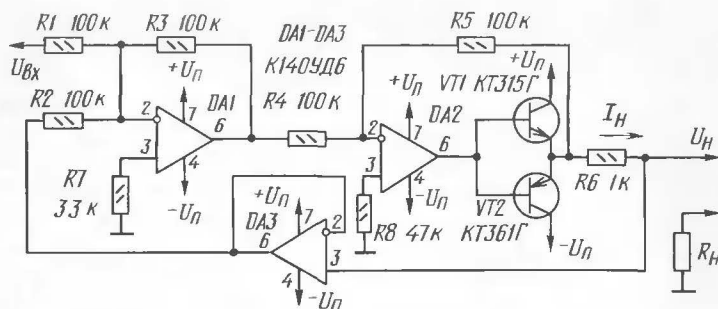 R1 100к
R3 100к
DA1-DA3
К140УД6
R5 100к
Uвх
+Uп
+Uп
+Uп
VT1 КТ315Г
R2 100к
DA1
R4 100к
DA2
Iн
Uн
2
7
6
3
4
2
7
6
3
4
R7
33к
-Uп
-Uп
R6 1к
+Uп
7
2
DA3
6
R8 47к
VT2
КТ361Г
-Uп
Rн
4
3
-Uп